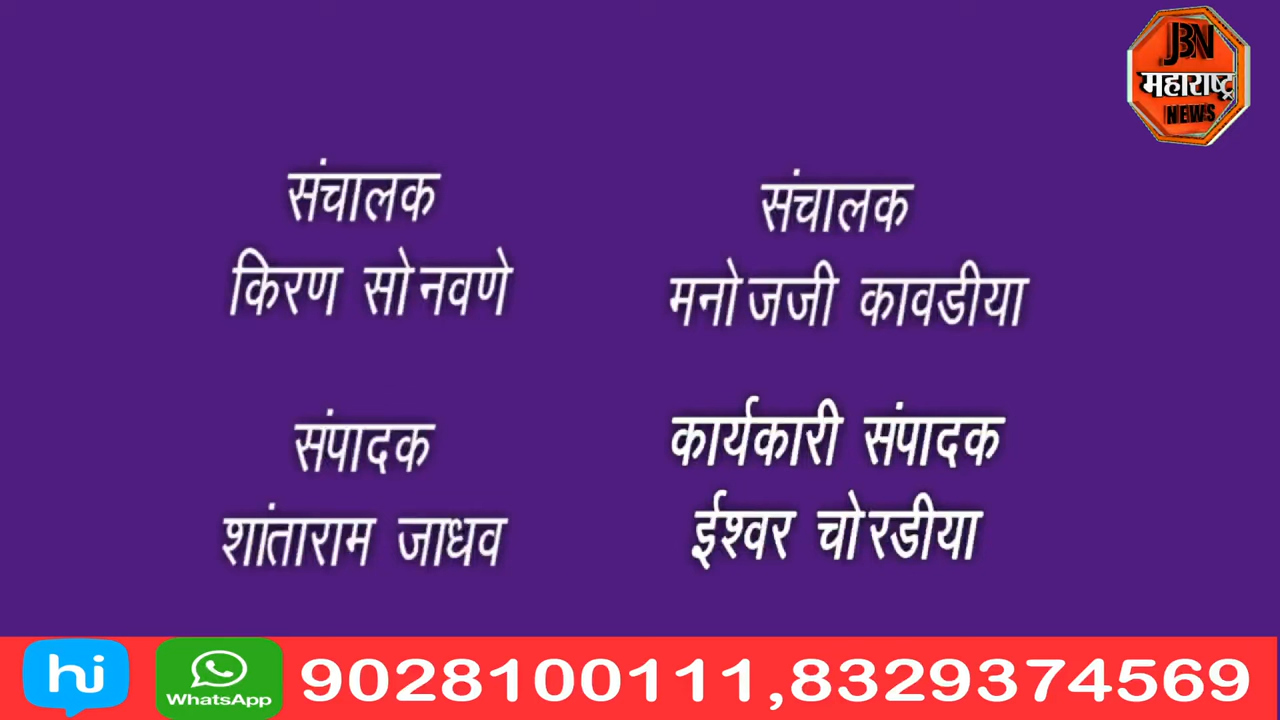 JBN
महाराष्ट्र
NEWS
संचालक
किरण सोनवणे
संचालक
मनोजजी कावडीया
संपादक
शांताराम जाधव
कार्यकारी संपादक
ईश्वर चोरडीया
hi
WhatsApp
9028100111,8329374569